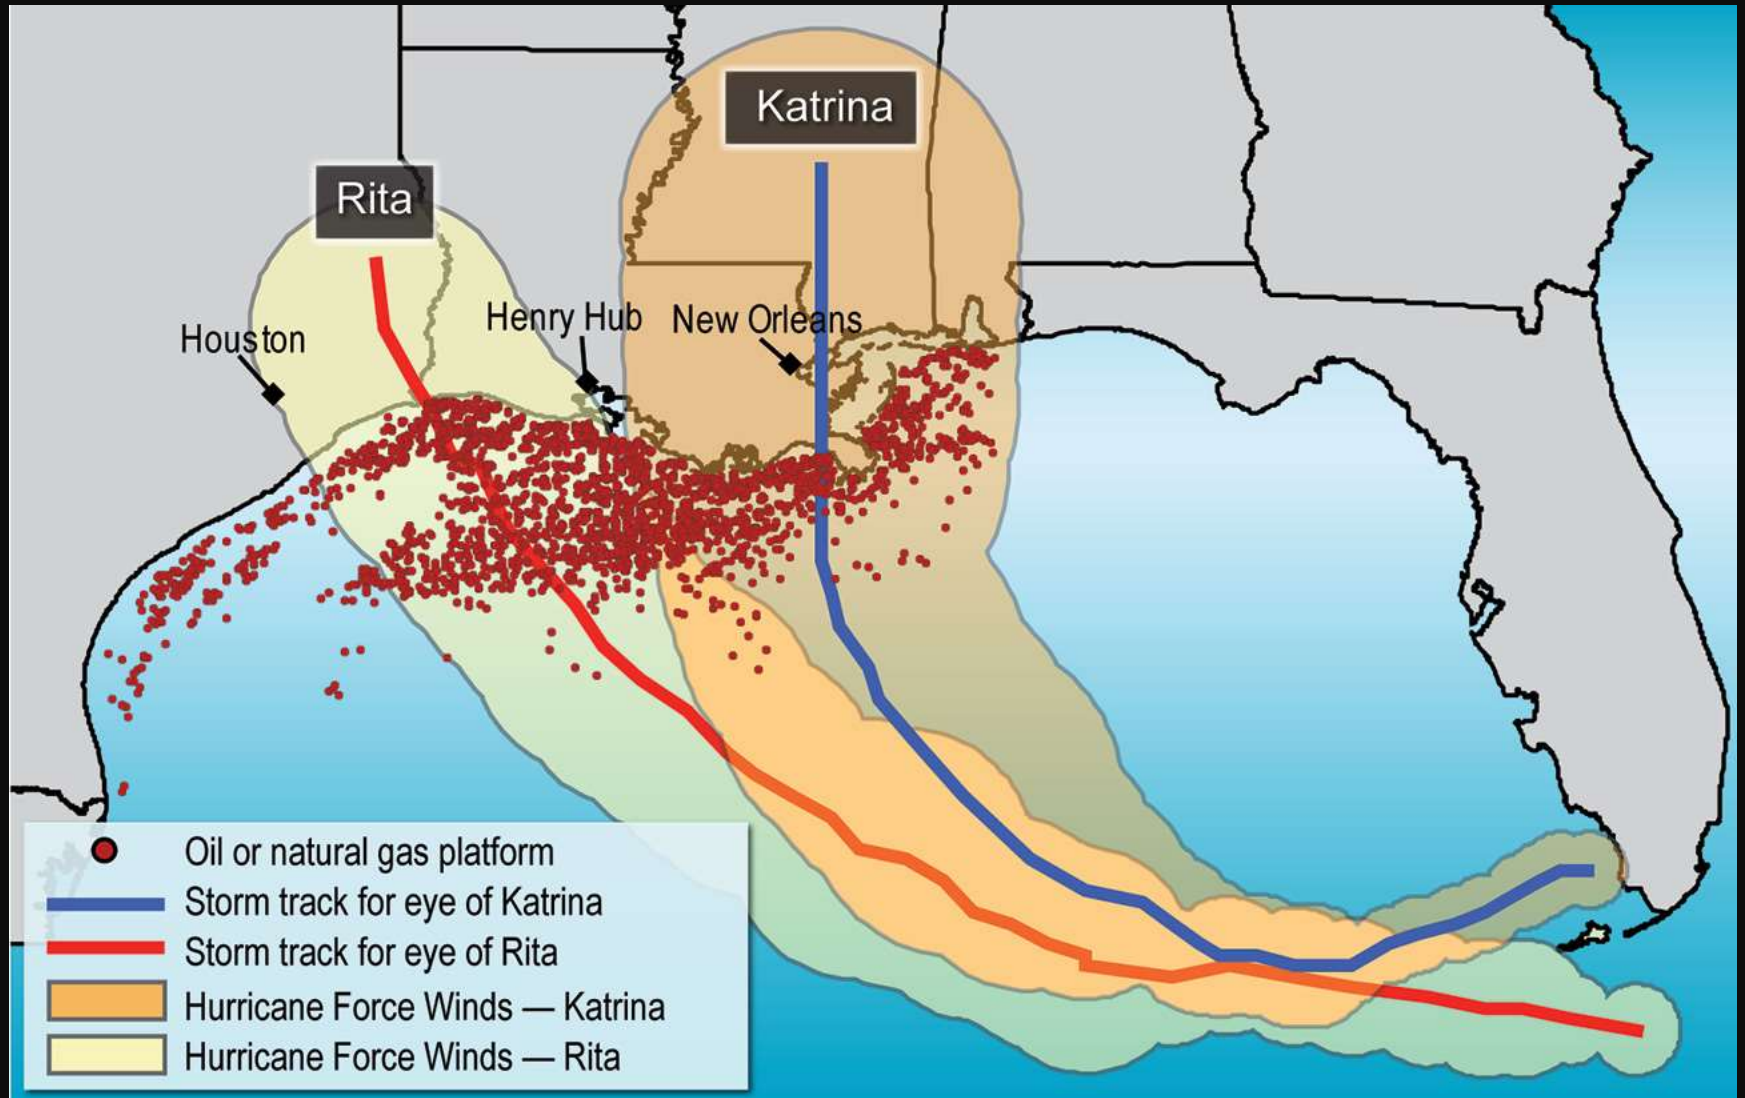 Katrina
Rita
Henry Hub
New Orleans
Houston
Oil or natural gas platform
Storm track for eye of Katrina
Storm track for eye of Rita
Hurricane Force Winds — Katrina
Hurricane Force Winds — Rita